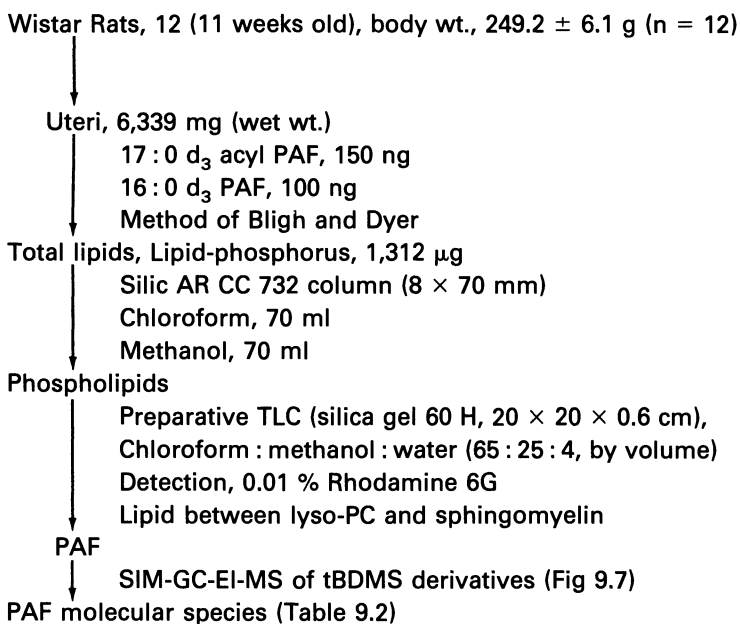 Wistar Rats, 12 (11 weeks old), body wt., 249.2 ± 6.1 g (n = 12)
Uteri, 6,339 mg (wet wt.)
17 : 0 d₃ acyl PAF, 150 ng
16 : 0 d₃ PAF, 100 ng
Method of Bligh and Dyer
Total lipids, Lipid-phosphorus, 1,312 μg
Silic AR CC 732 column (8 × 70 mm)
Chloroform, 70 ml
Methanol, 70 ml
Phospholipids
Preparative TLC (silica gel 60 H, 20 × 20 × 0.6 cm),
Chloroform : methanol : water (65 : 25 : 4, by volume)
Detection, 0.01 % Rhodamine 6G
Lipid between lyso-PC and sphingomyelin
PAF
SIM-GC-EI-MS of tBDMS derivatives (Fig 9.7)
PAF molecular species (Table 9.2)